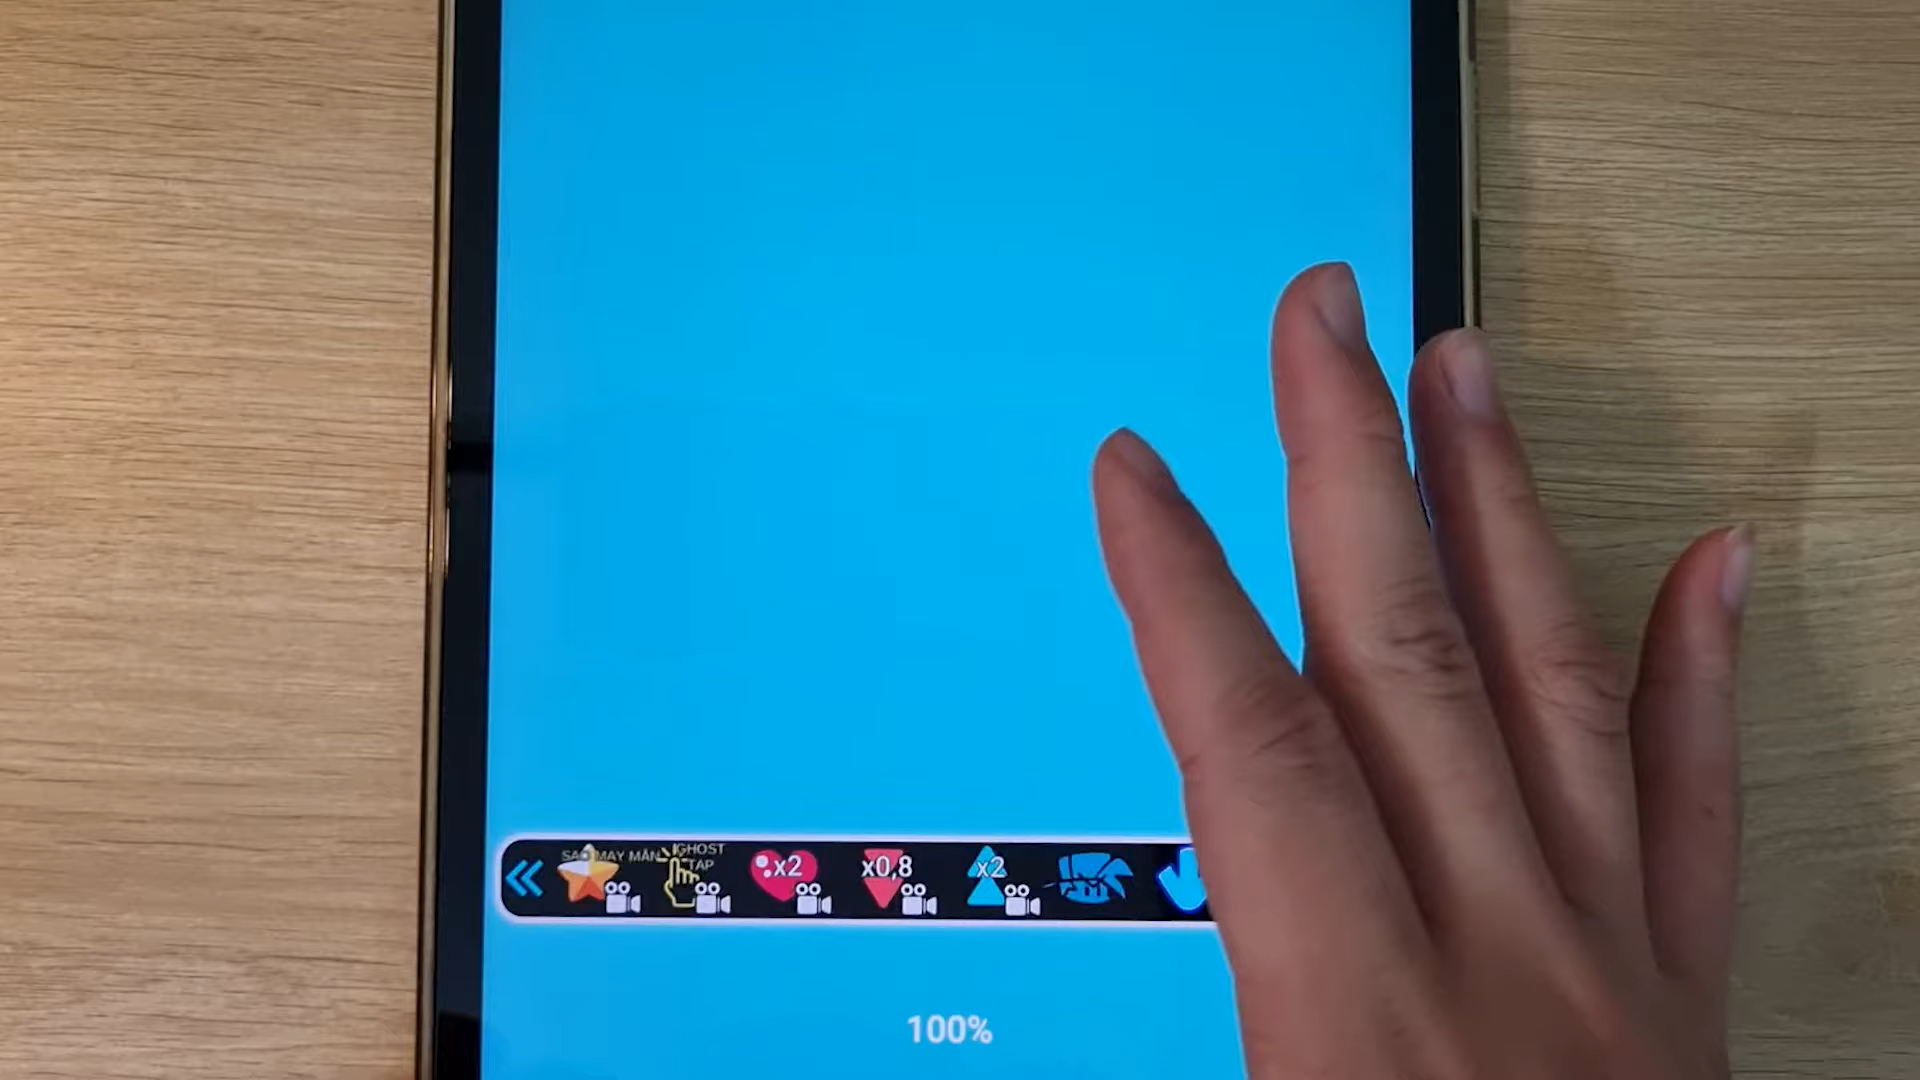 SAO MAY MẮN
GHOST
TAP
x2
x0,8
x2
100%